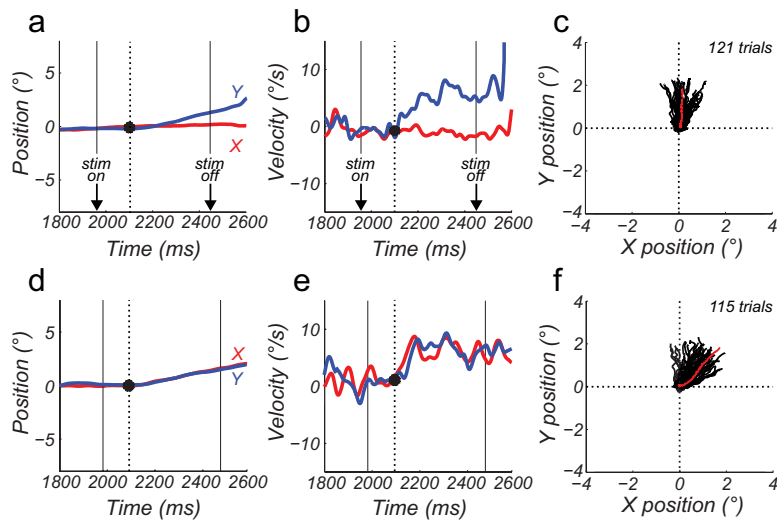 a
b
c
5
0
−5
Position (°)
Y
X
stim
on
stim
off
1800 2000 2200 2400 2600
Time (ms)
10
0
−10
Velocity (°/s)
stim
on
stim
off
1800 2000 2200 2400 2600
Time (ms)
121 trials
4
2
0
−2
−4
Y position (°)
−4 −2 0 2 4
X position (°)
d
e
f
5
0
−5
Position (°)
X
Y
1800 2000 2200 2400 2600
Time (ms)
10
0
−10
Velocity (°/s)
1800 2000 2200 2400 2600
Time (ms)
115 trials
4
2
0
−2
−4
Y position (°)
−4 −2 0 2 4
X position (°)